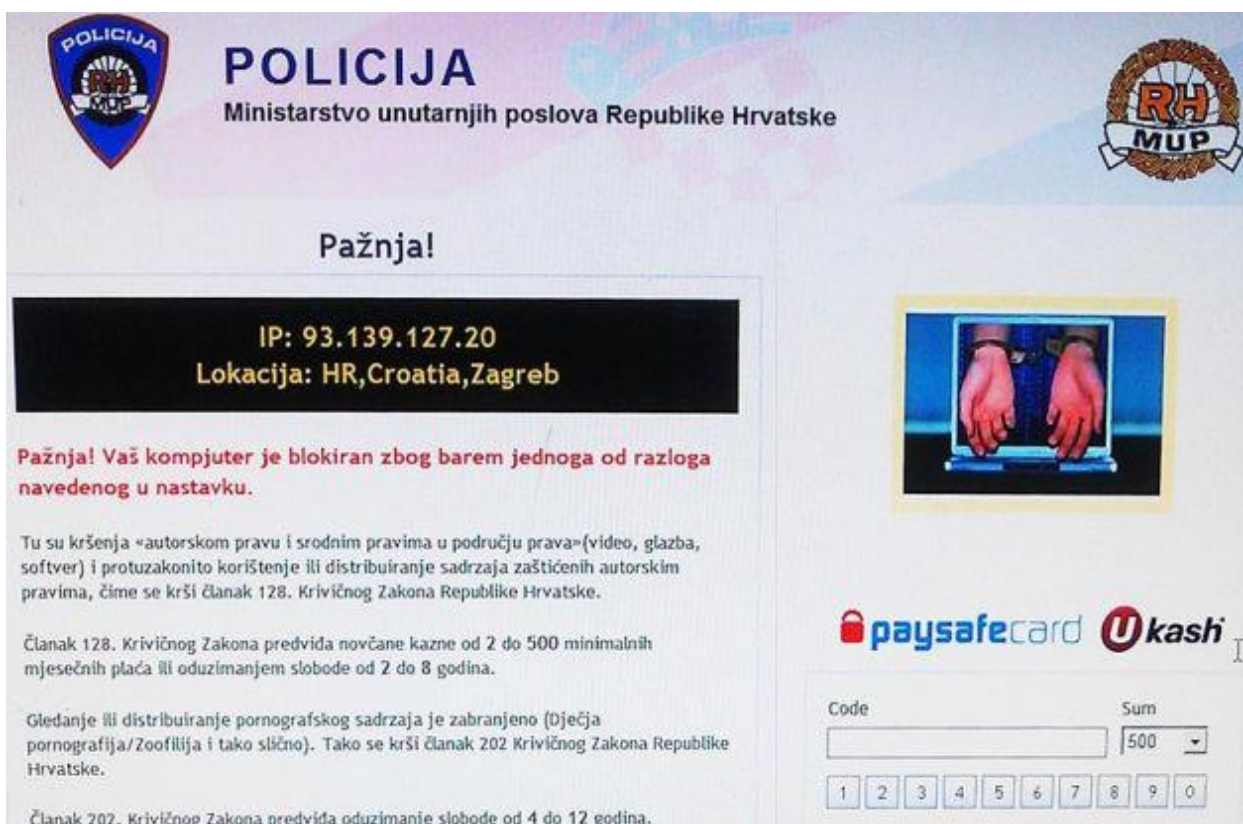 POLICIJA
RH
MUP
POLICIJA
Ministarstvo unutarnjih poslova Republike Hrvatske
RH
MUP
Pažnja!
IP: 93.139.127.20
Lokacija: HR,Croatia,Zagreb
Pažnja! Vaš kompjuter je blokiran zbog barem jednoga od razloga
navedenog u nastavku.
Tu su kršenja «autorskom pravu i srodnim pravima u području prava»(video, glazba,
softver) i protuzakonito korištenje ili distribuiranje sadrzaja zaštićenih autorskim
pravima, čime se krši članak 128. Krivičnog Zakona Republike Hrvatske.
Članak 128. Krivičnog Zakona predviđa novčane kazne od 2 do 500 minimalnih
mjesečnih plaća ili oduzimanjem slobode od 2 do 8 godina.
Gledanje ili distribuiranje pornografskog sadrzaja je zabranjeno (Dječja
pornografija/Zoofilija i tako slično). Tako se krši članak 202 Krivičnog Zakona Republike
Hrvatske.
Članak 202. Krivičnog Zakona predviđa oduzimanje slobode od 4 do 12 godina.
paysafecard Ukash
Code Sum
500
1 2 3 4 5 6 7 8 9 0